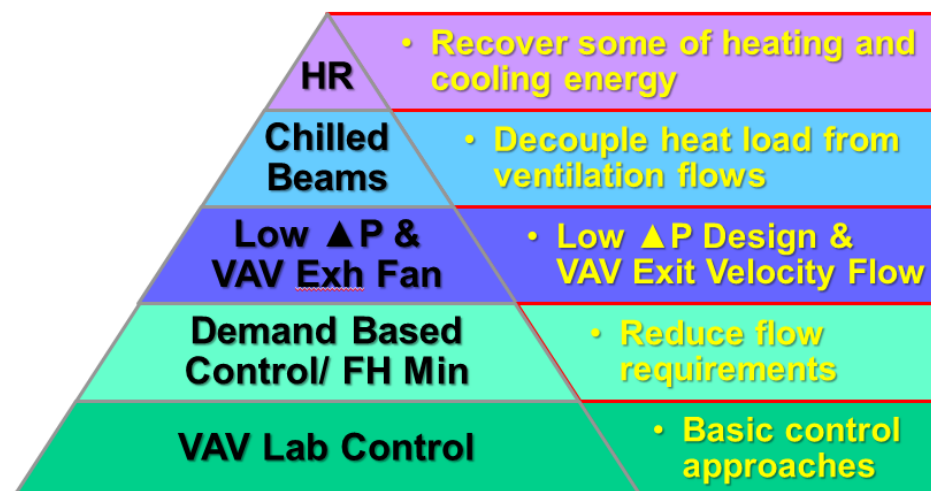 HR
• Recover some of heating and
cooling energy
Chilled
Beams
• Decouple heat load from
ventilation flows
Low ▲P &
VAV Exh Fan
• Low ▲P Design &
VAV Exit Velocity Flow
Demand Based
Control/ FH Min
• Reduce flow
requirements
VAV Lab Control
• Basic control
approaches